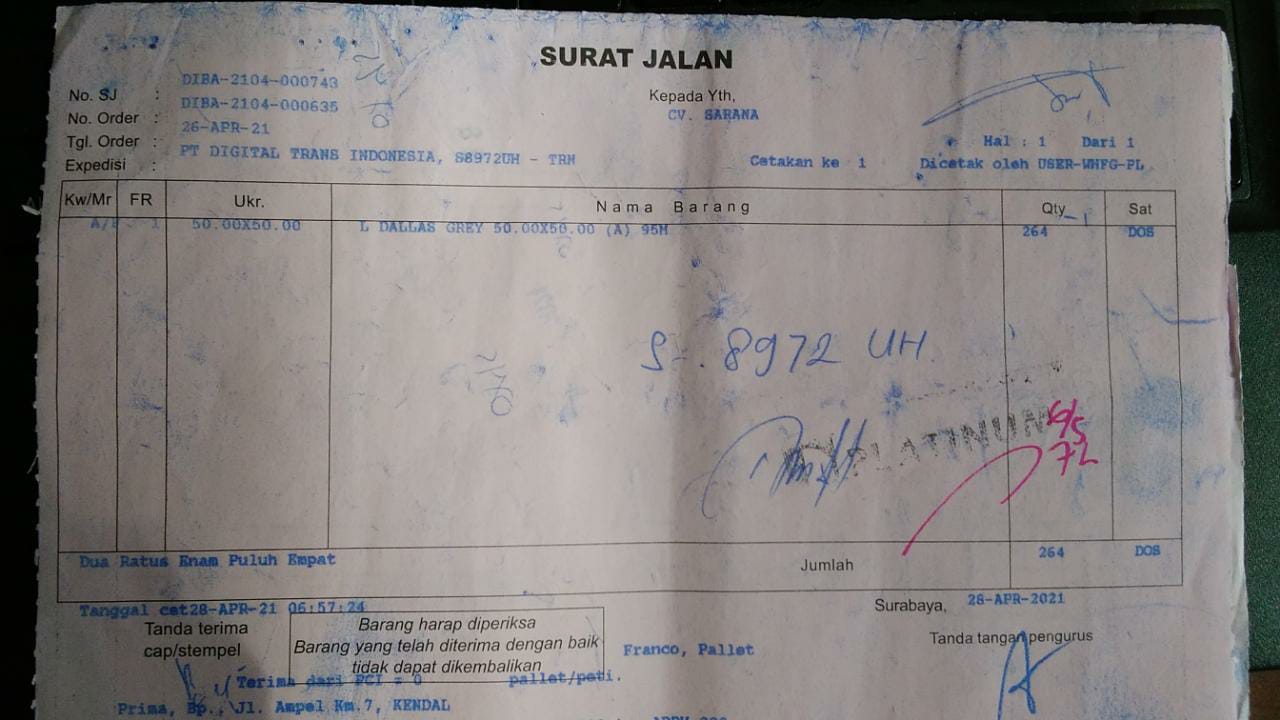 SURAT JALAN
No. SJ : DIBA-2104-000743
No. Order : DIBA-2104-000635
Tgl. Order : 26-APR-21
Expedisi : PT DIGITAL TRANS INDONESIA, S8972UH - TRN
Kepada Yth,
CV. SARANA
Hal : 1 Dari 1
Cetakan ke 1 Dicetak oleh USER-WHFG-PL
Kw/Mr FR Ukr. Nama Barang Qty Sat
1 50.00X50.00 L DALLAS GREY 50.00X50.00 (A) 95M 264 DOS
S-. 8972 UH
PLATINUM
Dua Ratus Enam Puluh Empat Jumlah 264 DOS
Tanggal cet28-APR-21 06:57:24
Surabaya, 28-APR-2021
Tanda terima
cap/stempel
Barang harap diperiksa
Barang yang telah diterima dengan baik
tidak dapat dikembalikan
Franco, Pallet
Tanda tangan pengurus
Terima dari PCI = 0 pallet/peti.
Prima, Bp., Jl. Ampel Km.7, KENDAL